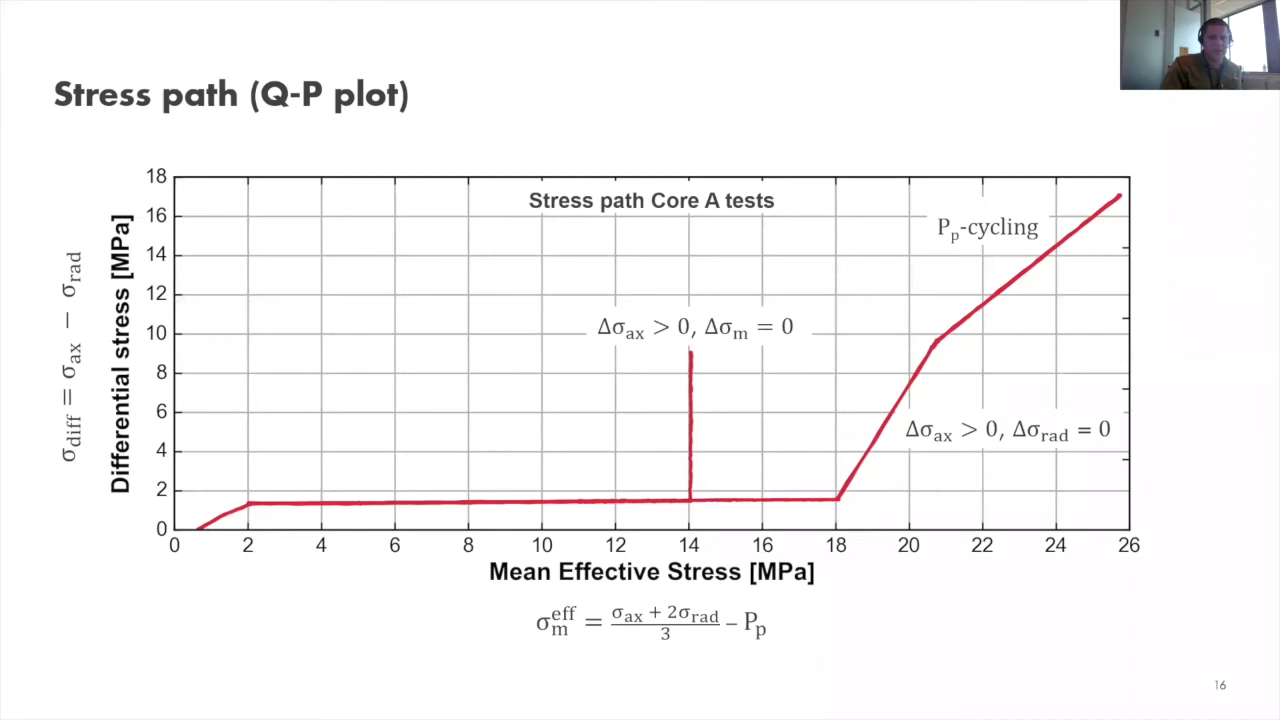 Stress path (Q-P plot)
Stress path Core A tests
σdiff = σax − σrad
Differential stress [MPa]
18
16
14
12
10
8
6
4
2
0
Pp-cycling
Δσax > 0, Δσm = 0
Δσax > 0, Δσrad = 0
0 2 4 6 8 10 12 14 16 18 20 22 24 26
Mean Effective Stress [MPa]
σm^eff = (σax + 2σrad)/3 – Pp
16